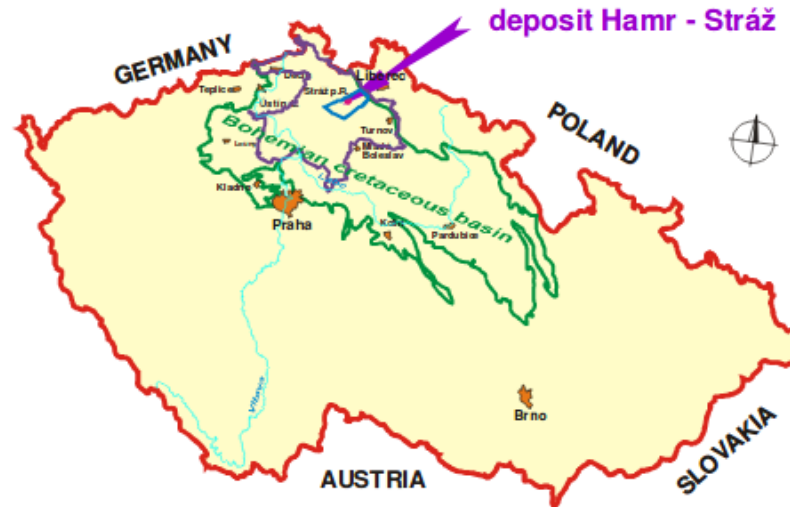 deposit Hamr - Stráž
GERMANY
Děčín
Liberec
Teplice
Stráž p.R.
Turnov
POLAND
Mladá
Boleslav
Bohemian cretaceous basin
Labe
Kladno
Praha
Kolín
Pardubice
Vltava
Brno
AUSTRIA
SLOVAKIA